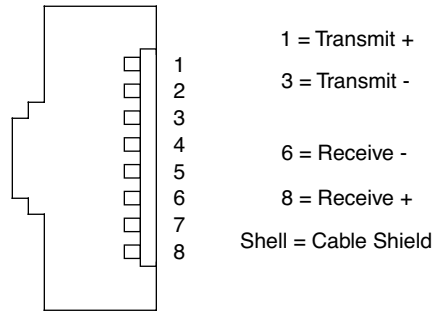 1
2
3
4
5
6
7
8
1 = Transmit +
3 = Transmit -
6 = Receive -
8 = Receive +
Shell = Cable Shield